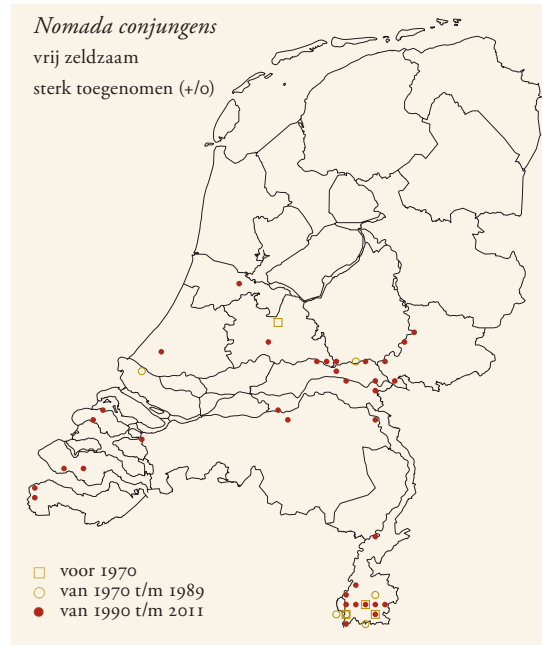 Nomada conjungens
vrij zeldzaam
sterk toegenomen (+/0)
voor 1970
van 1970 t/m 1989
van 1990 t/m 2011